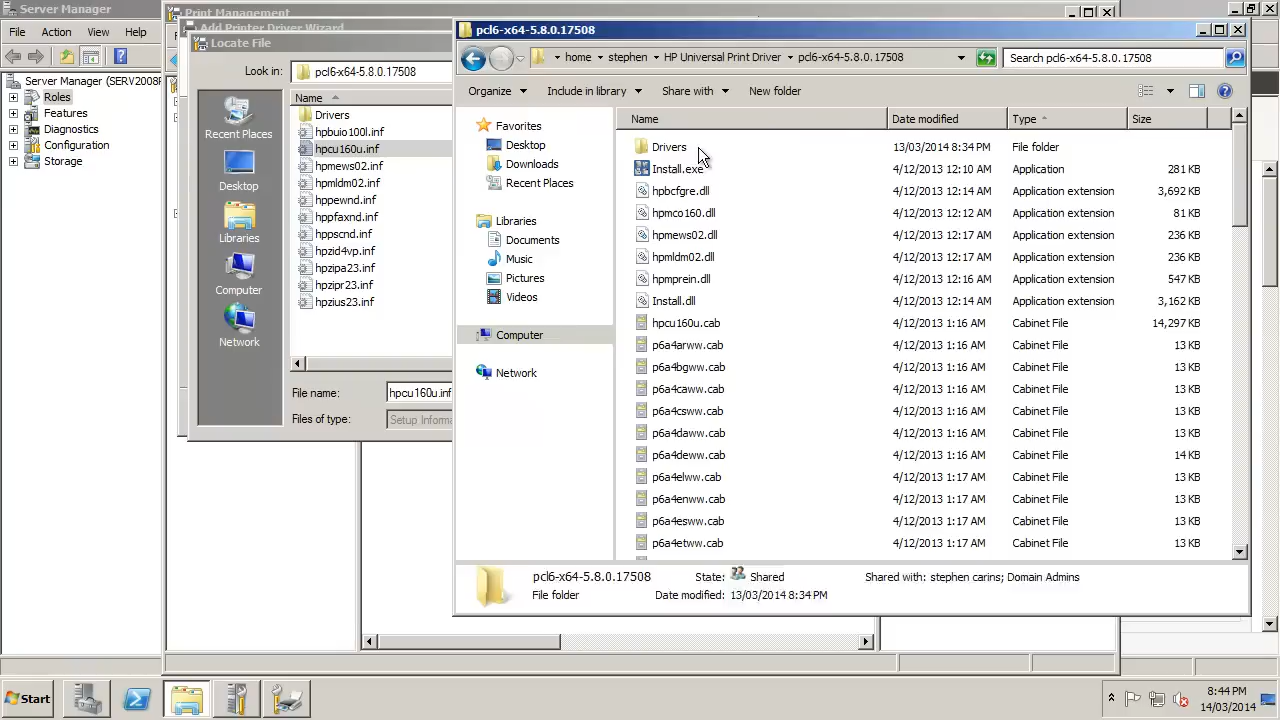 Server Manager
File Action View Help
Server Manager (SERV2008R
Roles
Features
Diagnostics
Configuration
Storage
Print Management
Add Printer Driver Wizard
Locate File
Look in: pcl6-x64-5.8.0.17508
Name
Drivers
hpbuio100l.inf
hpcu160u.inf
hpmews02.inf
hpmldm02.inf
hppewnd.inf
hppfaxnd.inf
hppscnd.inf
hpzid4vp.inf
hpzipa23.inf
hpzipr23.inf
hpzius23.inf
Recent Places
Desktop
Libraries
Computer
Network
File name: hpcu160u.inf
Files of type: Setup Informa
pcl6-x64-5.8.0.17508
home stephen HP Universal Print Driver pcl6-x64-5.8.0.17508
Search pcl6-x64-5.8.0.17508
Organize Include in library Share with New folder
Favorites
Desktop
Downloads
Recent Places
Libraries
Documents
Music
Pictures
Videos
Computer
Network
Name Date modified Type Size
Drivers 13/03/2014 8:34 PM File folder
Install.exe 4/12/2013 12:10 AM Application 281 KB
hpbcfgre.dll 4/12/2013 12:14 AM Application extension 3,692 KB
hpmco160.dll 4/12/2013 12:12 AM Application extension 31 KB
hpmews02.dll 4/12/2013 12:17 AM Application extension 236 KB
hpmldm02.dll 4/12/2013 12:17 AM Application extension 236 KB
hpmprein.dll 4/12/2013 12:10 AM Application extension 547 KB
Install.dll 4/12/2013 12:14 AM Application extension 3,162 KB
hpcu160u.cab 4/12/2013 1:16 AM Cabinet File 14,297 KB
p6a4arww.cab 4/12/2013 1:16 AM Cabinet File 13 KB
p6a4bgww.cab 4/12/2013 1:16 AM Cabinet File 13 KB
p6a4caww.cab 4/12/2013 1:16 AM Cabinet File 13 KB
p6a4csww.cab 4/12/2013 1:16 AM Cabinet File 13 KB
p6a4daww.cab 4/12/2013 1:16 AM Cabinet File 13 KB
p6a4deww.cab 4/12/2013 1:16 AM Cabinet File 14 KB
p6a4elww.cab 4/12/2013 1:17 AM Cabinet File 13 KB
p6a4enww.cab 4/12/2013 1:17 AM Cabinet File 13 KB
p6a4esww.cab 4/12/2013 1:17 AM Cabinet File 13 KB
p6a4etww.cab 4/12/2013 1:17 AM Cabinet File 13 KB
pcl6-x64-5.8.0.17508 State: Shared Shared with: stephen carins; Domain Admins
File folder Date modified: 13/03/2014 8:34 PM
Start
8:44 PM
14/03/2014